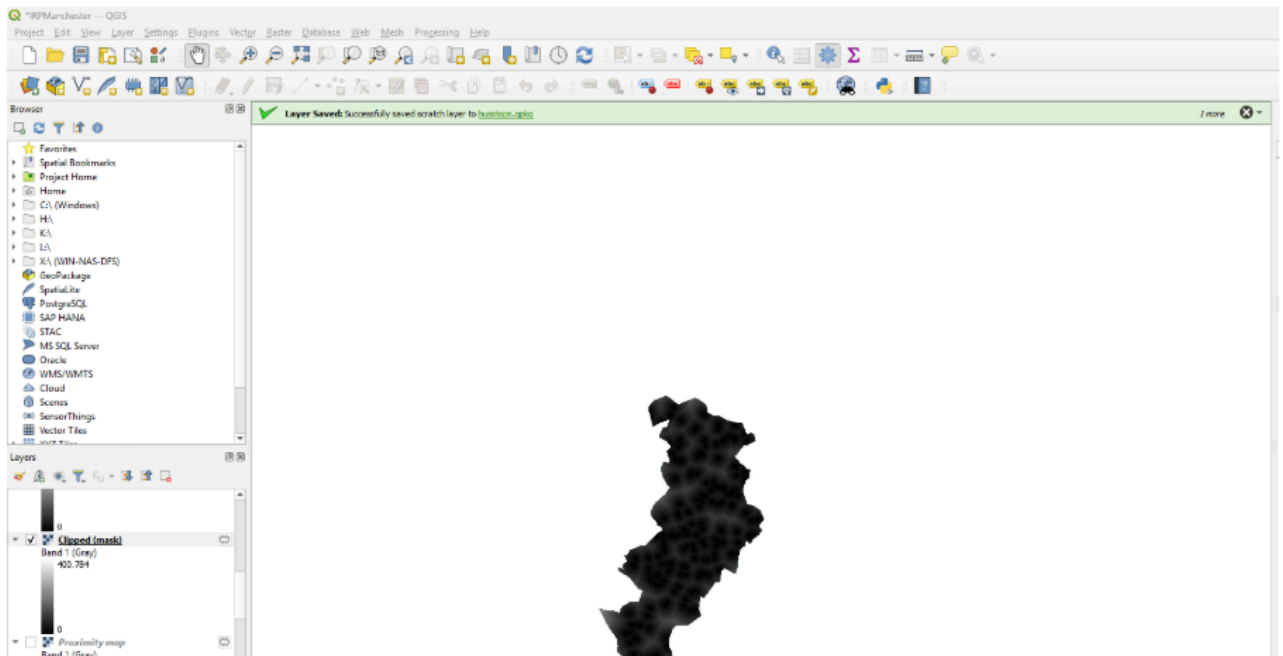 *IRPManchester — QGIS
Project Edit View Layer Settings Plugins Vector Raster Database Web Mesh Processing Help
Browser
Layer Saved: Successfully saved scratch layer to busstops.gpkg
1 more
Favorites
Spatial Bookmarks
Project Home
Home
C:\ (Windows)
H:\
K:\
L:\
X:\ (WIN-NAS-DFS)
GeoPackage
SpatiaLite
PostgreSQL
SAP HANA
STAC
MS SQL Server
Oracle
WMS/WMTS
Cloud
Scenes
SensorThings
Vector Tiles
XYZ Tiles
Layers
0
Clipped (mask)
Band 1 (Gray)
400.784
0
Proximity map
Band 1 (Gray)